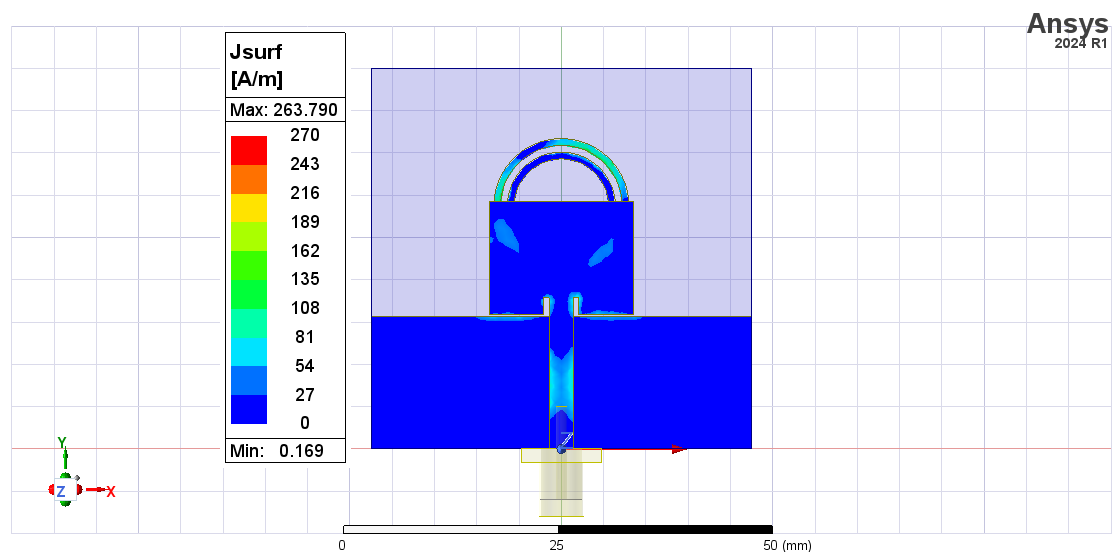 Ansys
2024 R1
Jsurf
[A/m]
Max: 263.790
270
243
216
189
162
135
108
81
54
27
0
Min: 0.169
Z
Y
Z
X
0
25
50 (mm)